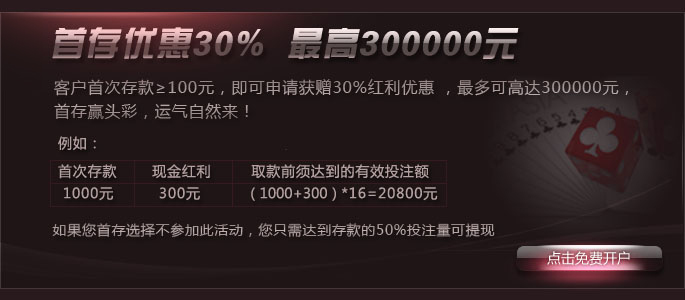 首存优惠30% 最高300000元
客户首次存款≥100元，即可申请获赠30%红利优惠 ，最多可高达300000元，
首存赢头彩，运气自然来！
例如：
首次存款 现金红利 取款前须达到的有效投注额
1000元 300元 （1000+300）*16=20800元
如果您首存选择不参加此活动，您只需达到存款的50%投注量可提现
点击免费开户